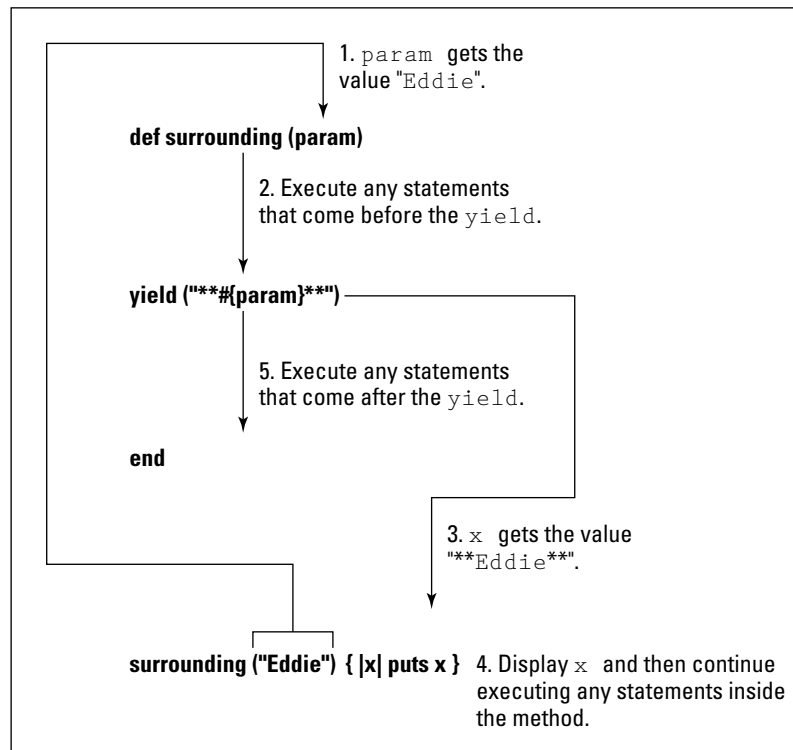 1. param gets the
value "Eddie".
def surrounding (param)
2. Execute any statements
that come before the yield.
yield ("**#{param}**")
5. Execute any statements
that come after the yield.
end
3. x gets the value
"**Eddie**".
surrounding ("Eddie") { |x| puts x }
4. Display x and then continue
executing any statements inside
the method.